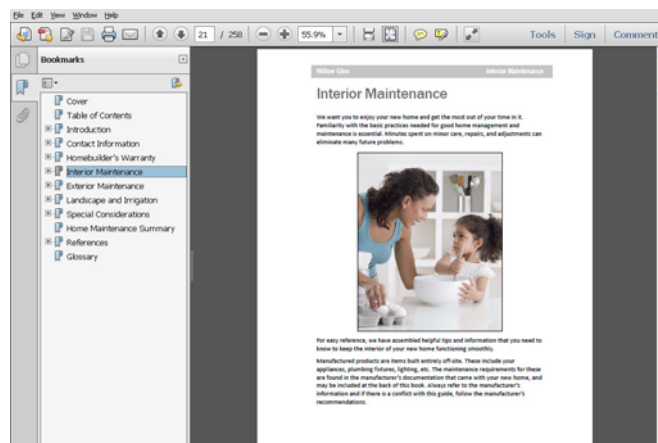 File Edit View Window Help
21 / 258 55.9% Tools Sign Comment
Bookmarks
Cover
Table of Contents
Introduction
Contact Information
Homebuilder's Warranty
Interior Maintenance
Exterior Maintenance
Landscape and Irrigation
Special Considerations
Home Maintenance Summary
References
Glossary
Willow Glen Interior Maintenance
Interior Maintenance
We want you to enjoy your new home and get the most out of your time in it.
Familiarity with the basic practices needed for good home management and
maintenance is essential. Minutes spent on minor care, repairs, and adjustments can
eliminate many future problems.
For easy reference, we have assembled helpful tips and information that you need to
know to keep the interior of your new home functioning smoothly.
Manufactured products are items built entirely off-site. These include your
appliances, plumbing fixtures, lighting, etc. The maintenance requirements for these
are found in the manufacturer's documentation that came with your new home, and
may be included at the back of this book. Always refer to the manufacturer's
information and if there is a conflict with this guide, follow the manufacturer's
recommendations.